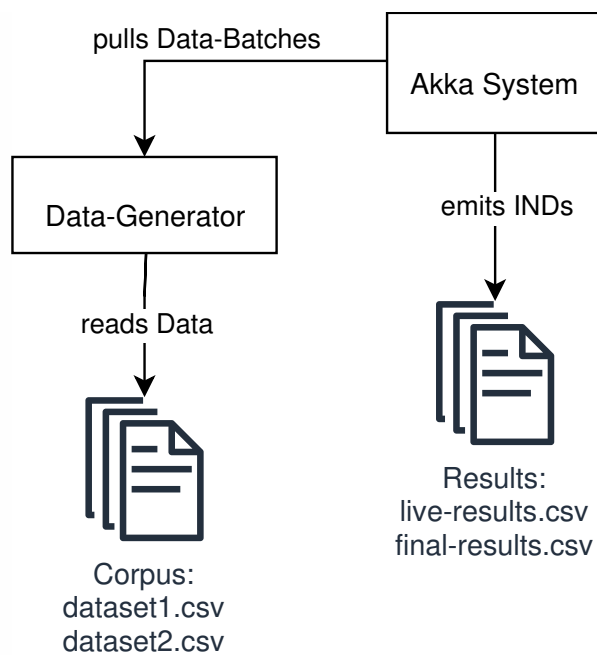 pulls Data-Batches
Akka System
Data-Generator
emits INDs
reads Data
Results:
live-results.csv
final-results.csv
Corpus:
dataset1.csv
dataset2.csv